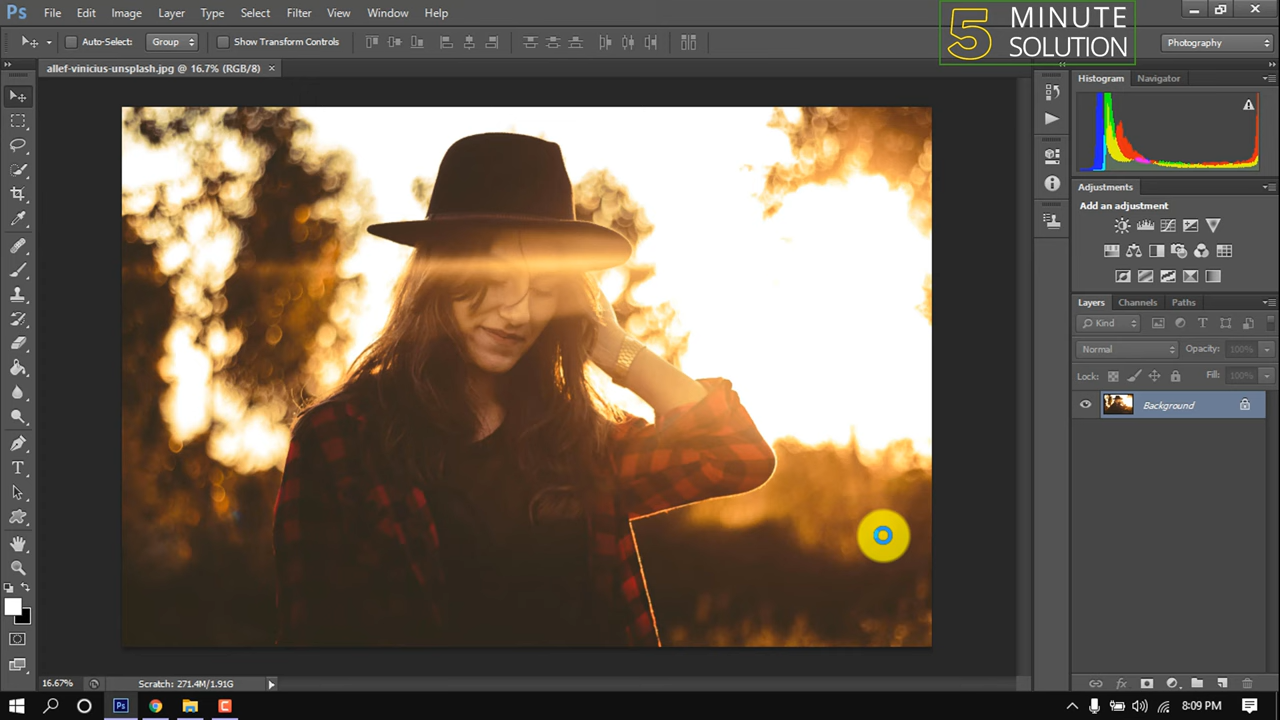 Ps File Edit Image Layer Type Select Filter View Window Help
5 MINUTE
SOLUTION
Auto-Select: Group Show Transform Controls
Photography
allef-vinicius-unsplash.jpg @ 16.7% (RGB/8) ×
Histogram Navigator
Adjustments
Add an adjustment
Layers Channels Paths
Kind
Normal Opacity: 100%
Lock: Fill: 100%
Background
T
16.67% Scratch: 271.4M/1.91G
Ps 8:09 PM